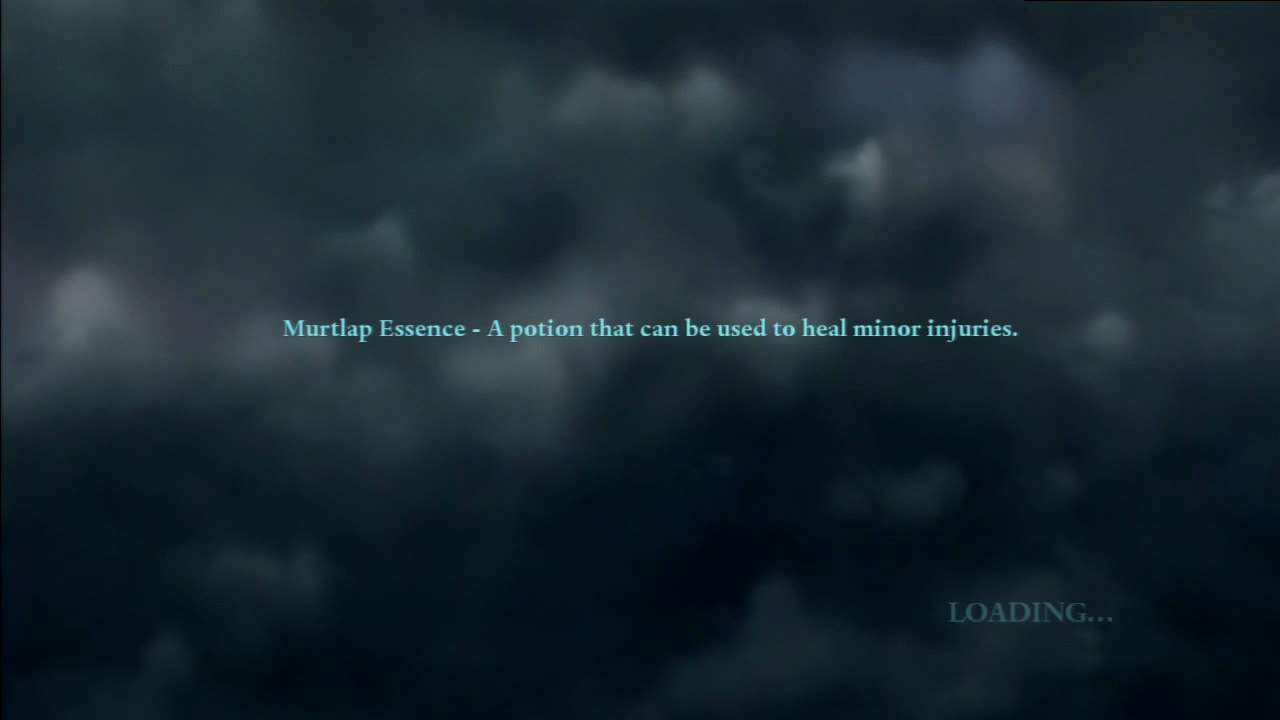 Murtlap Essence - A potion that can be used to heal minor injuries.
LOADING...